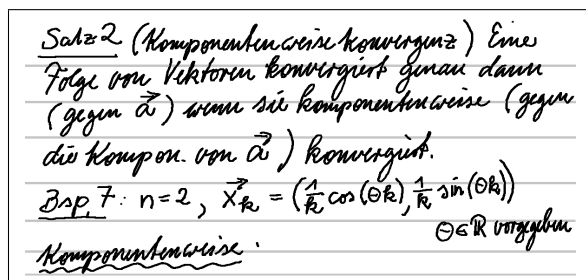 Satz 2 (Komponentenweise Konvergenz) Eine
Folge von Vektoren konvergiert genau dann
(gegen a⃗) wenn sie komponentenweise (gegen
die Kompon. von a⃗) konvergiert.
Bsp. 7: n=2, x⃗ₖ = (1/k cos(Θk), 1/k sin(Θk))
Θ∈ℝ vorgegeben
Komponentenweise.